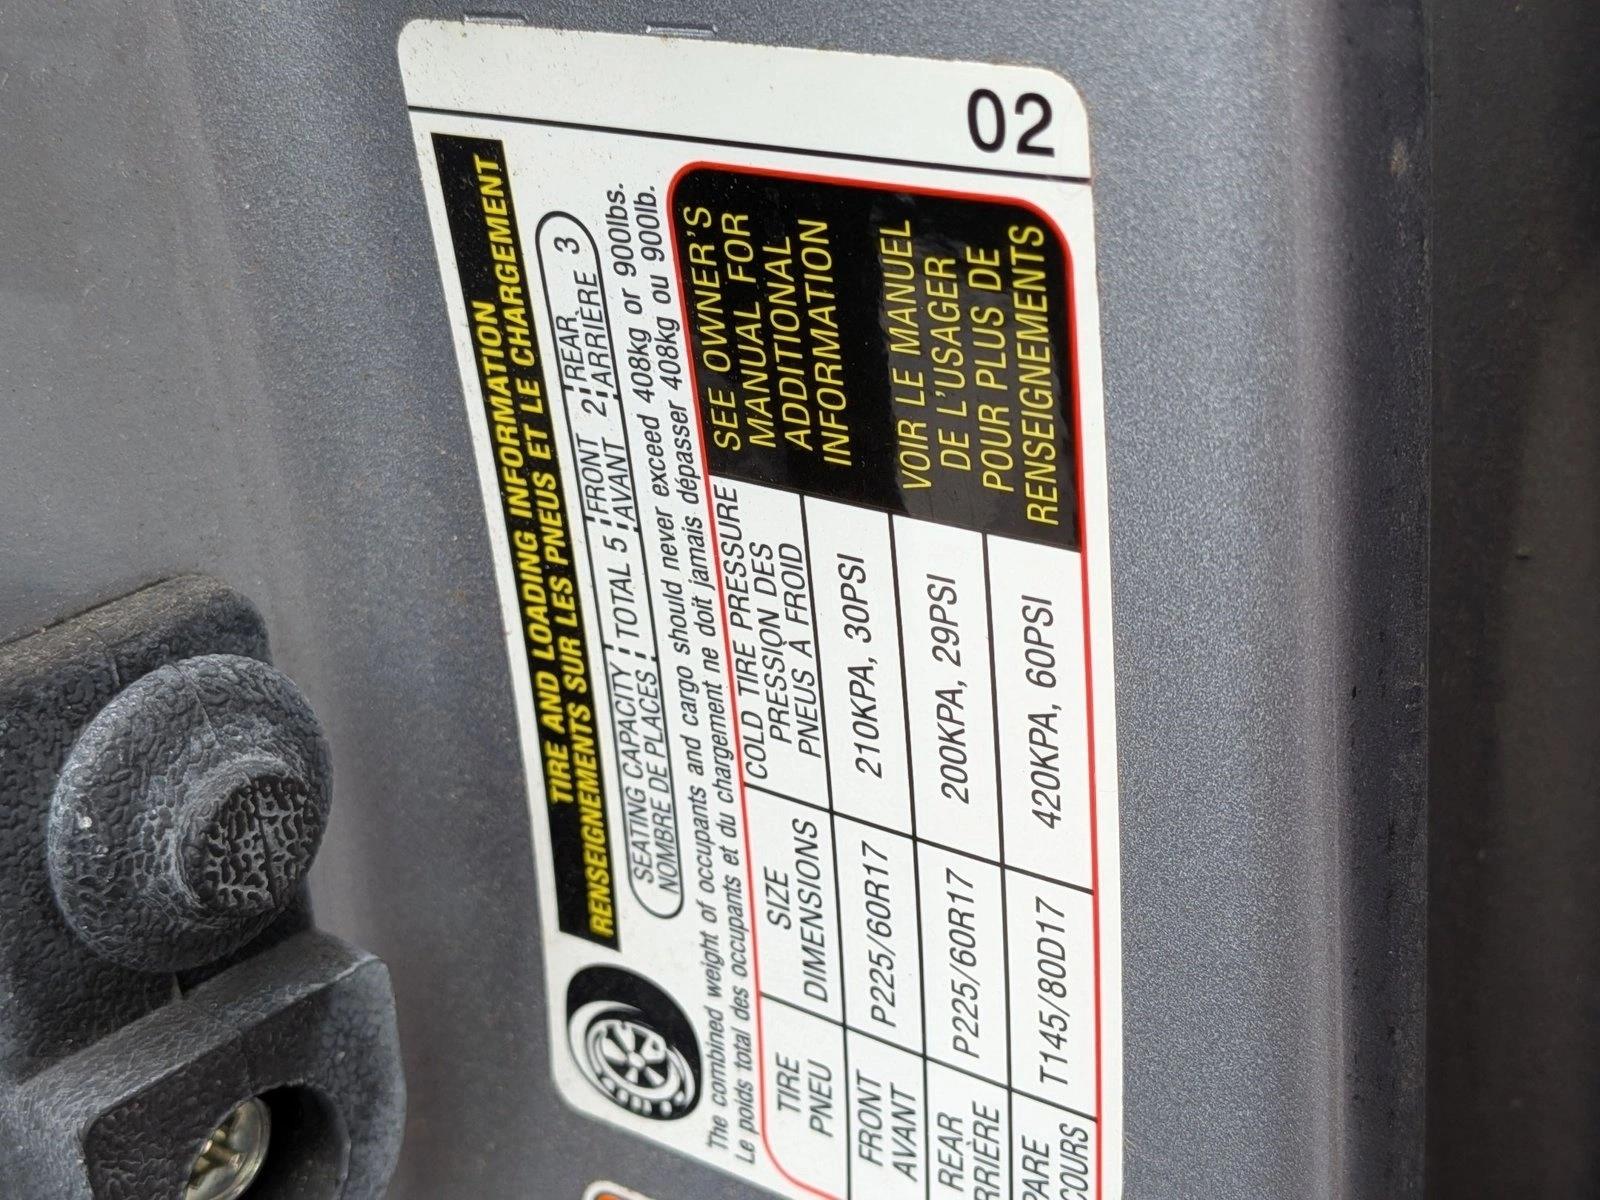 02
TIRE AND LOADING INFORMATION
RENSEIGNEMENTS SUR LES PNEUS ET LE CHARGEMENT
SEATING CAPACITY TOTAL 5 FRONT 2 REAR 3
NOMBRE DE PLACES AVANT ARRIÈRE
The combined weight of occupants and cargo should never exceed 408kg or 900lbs.
Le poids total des occupants et du chargement ne doit jamais dépasser 408kg ou 900lb.
TIRE
PNEU
SIZE
DIMENSIONS
COLD TIRE PRESSURE
PRESSION DES
PNEUS À FROID
SEE OWNER'S
MANUAL FOR
ADDITIONAL
INFORMATION
VOIR LE MANUEL
DE L'USAGER
POUR PLUS DE
RENSEIGNEMENTS
FRONT
AVANT
P225/60R17
210KPA, 30PSI
REAR
RRIÈRE
P225/60R17
200KPA, 29PSI
PARE
COURS
T145/80D17
420KPA, 60PSI